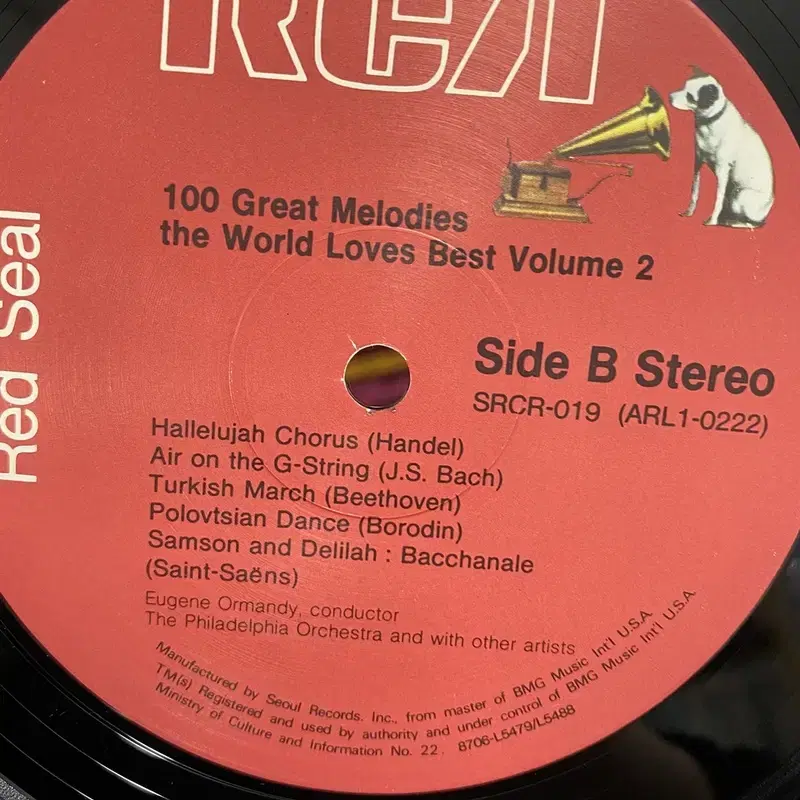 RCA
Red Seal
100 Great Melodies
the World Loves Best Volume 2
Side B Stereo
SRCR-019 (ARL1-0222)
Hallelujah Chorus (Handel)
Air on the G-String (J.S. Bach)
Turkish March (Beethoven)
Polovtsian Dance (Borodin)
Samson and Delilah : Bacchanale
(Saint-Saëns)
Eugene Ormandy, conductor
The Philadelphia Orchestra and with other artists
Manufactured by Seoul Records. Inc., from master of BMG Music Int'l U.S.A
TM(s) Registered and used by authority and under control of BMG Music Int'l U.S.A
Ministry of Culture and Information No. 22. 8706-L5479/L5488